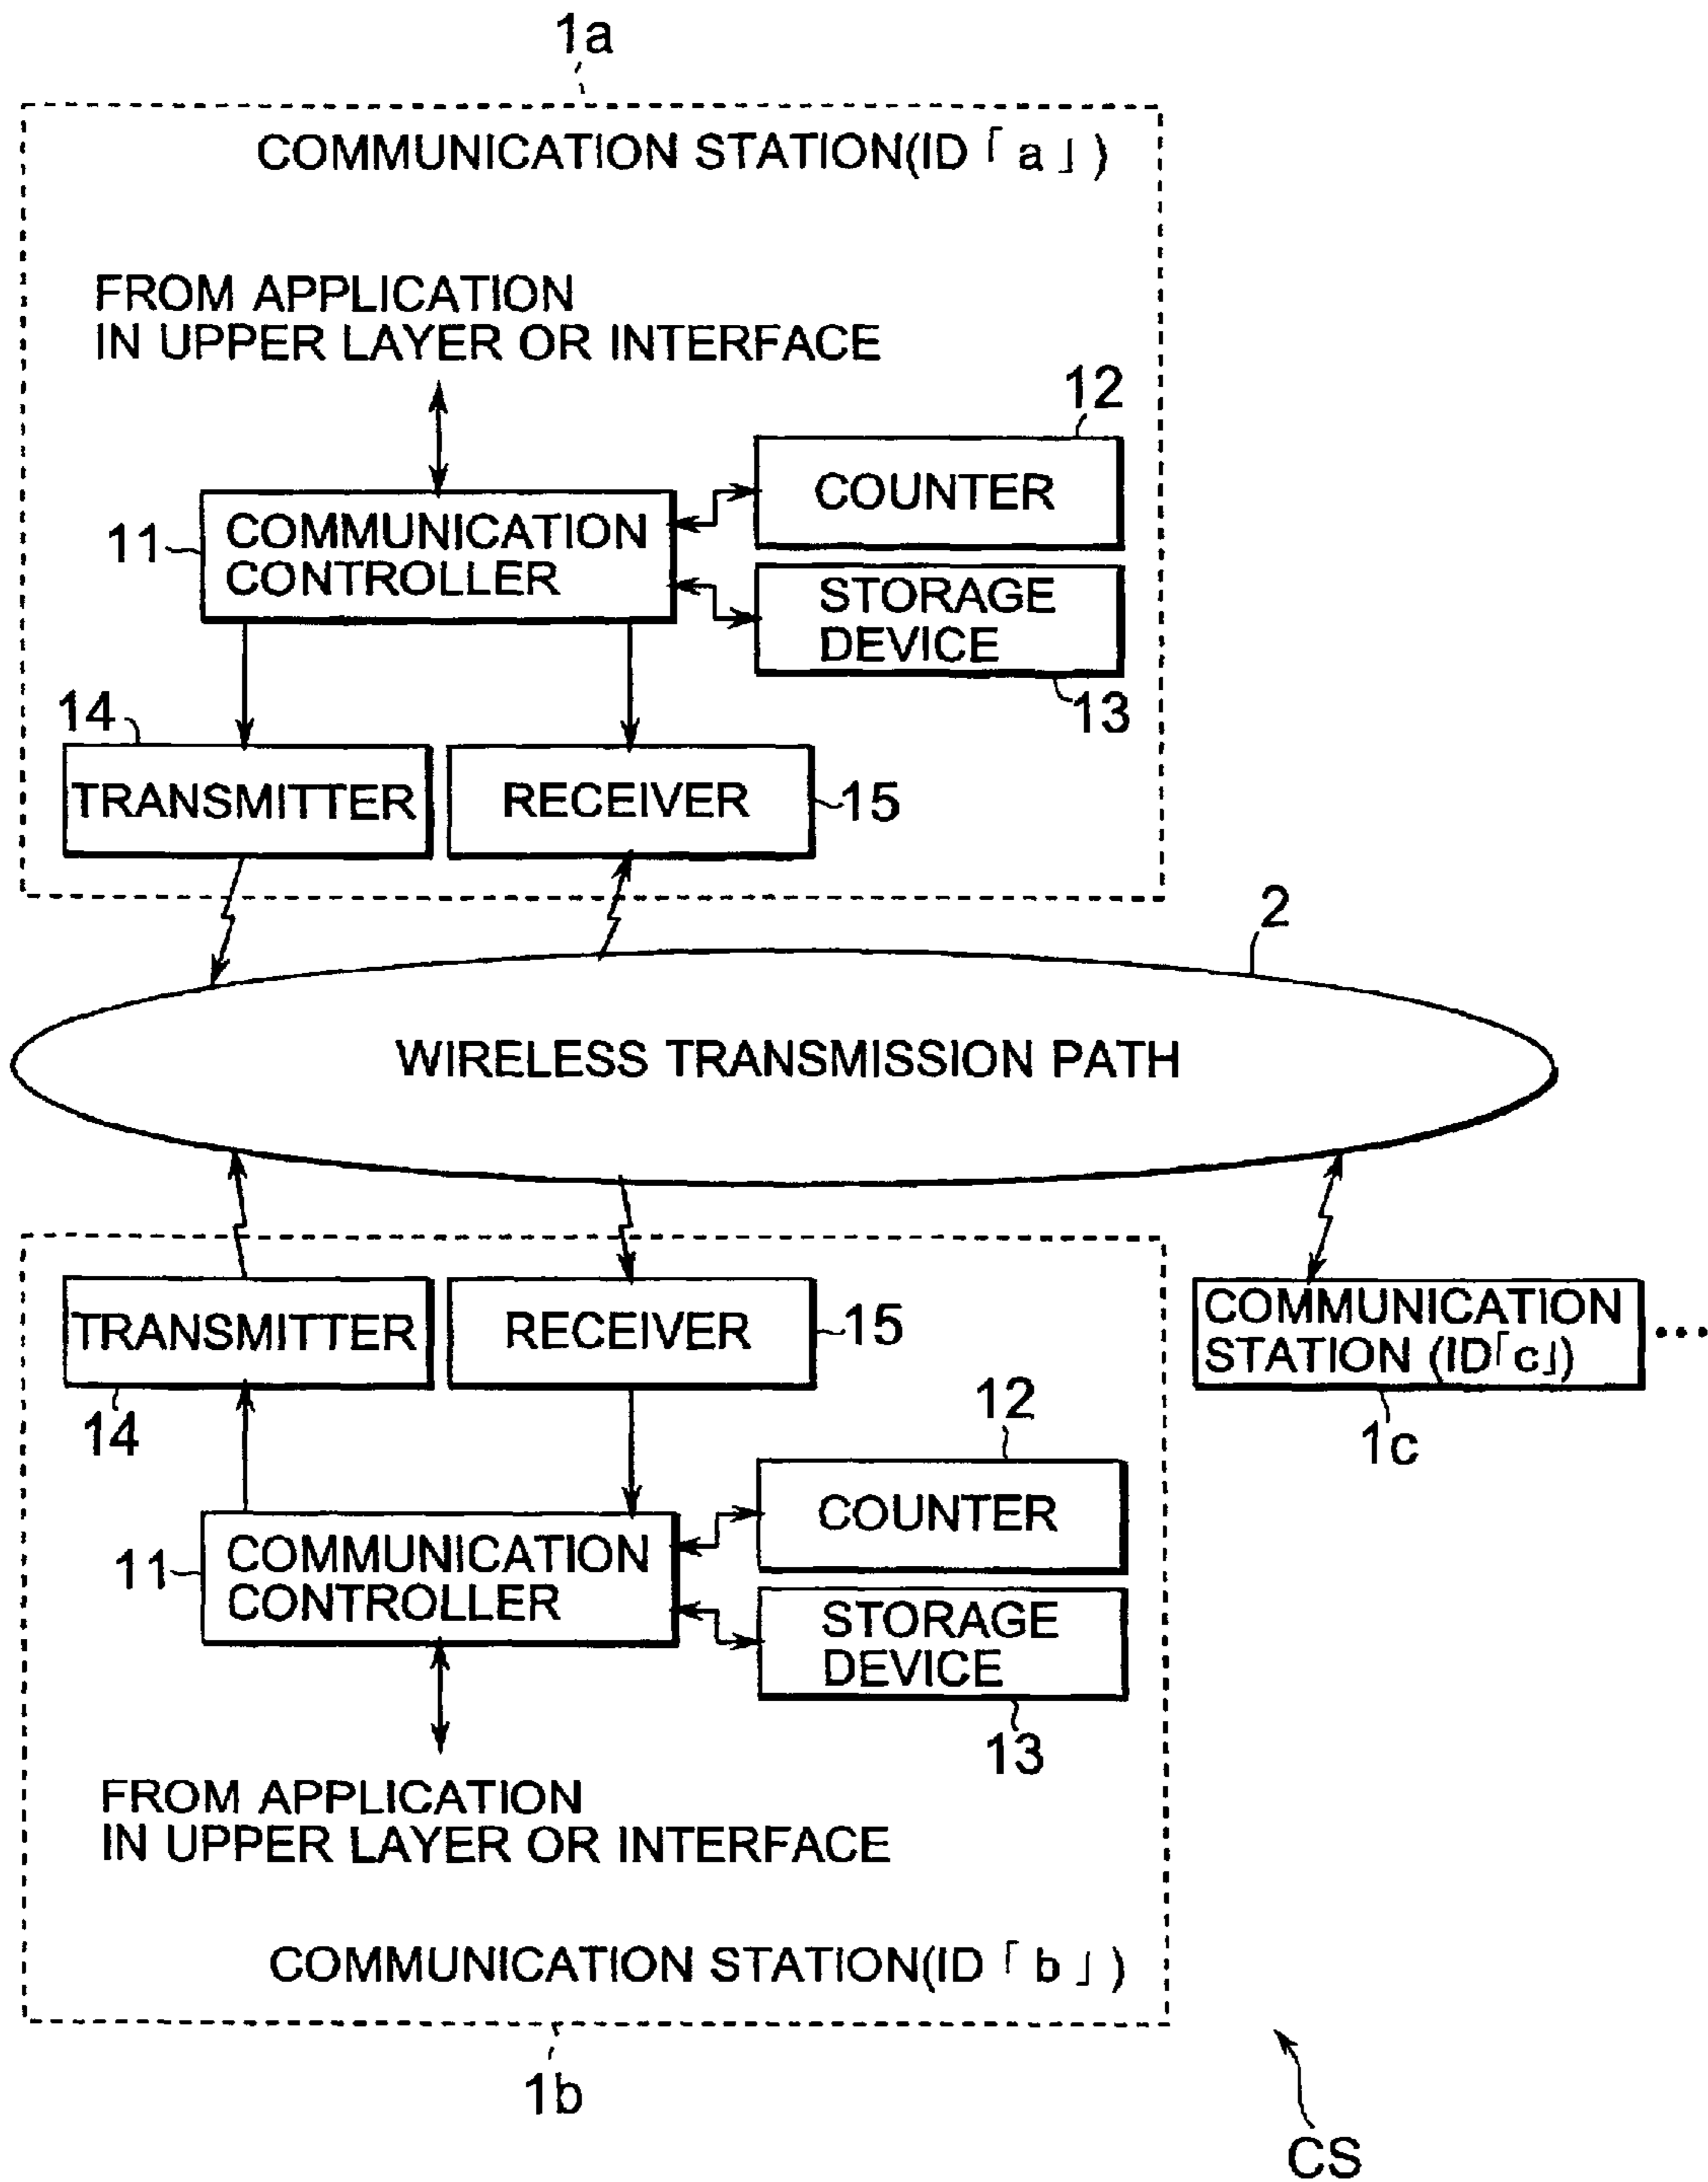 1a
COMMUNICATION STATION(ID「a」)
FROM APPLICATION
IN UPPER LAYER OR INTERFACE
12
COUNTER
11
COMMUNICATION
CONTROLLER
STORAGE
DEVICE
13
14
TRANSMITTER
RECEIVER
15
2
WIRELESS TRANSMISSION PATH
TRANSMITTER
RECEIVER
15
14
COMMUNICATION
STATION (ID「c」)
...
1c
12
COUNTER
11
COMMUNICATION
CONTROLLER
STORAGE
DEVICE
13
FROM APPLICATION
IN UPPER LAYER OR INTERFACE
COMMUNICATION STATION(ID「b」)
1b
CS